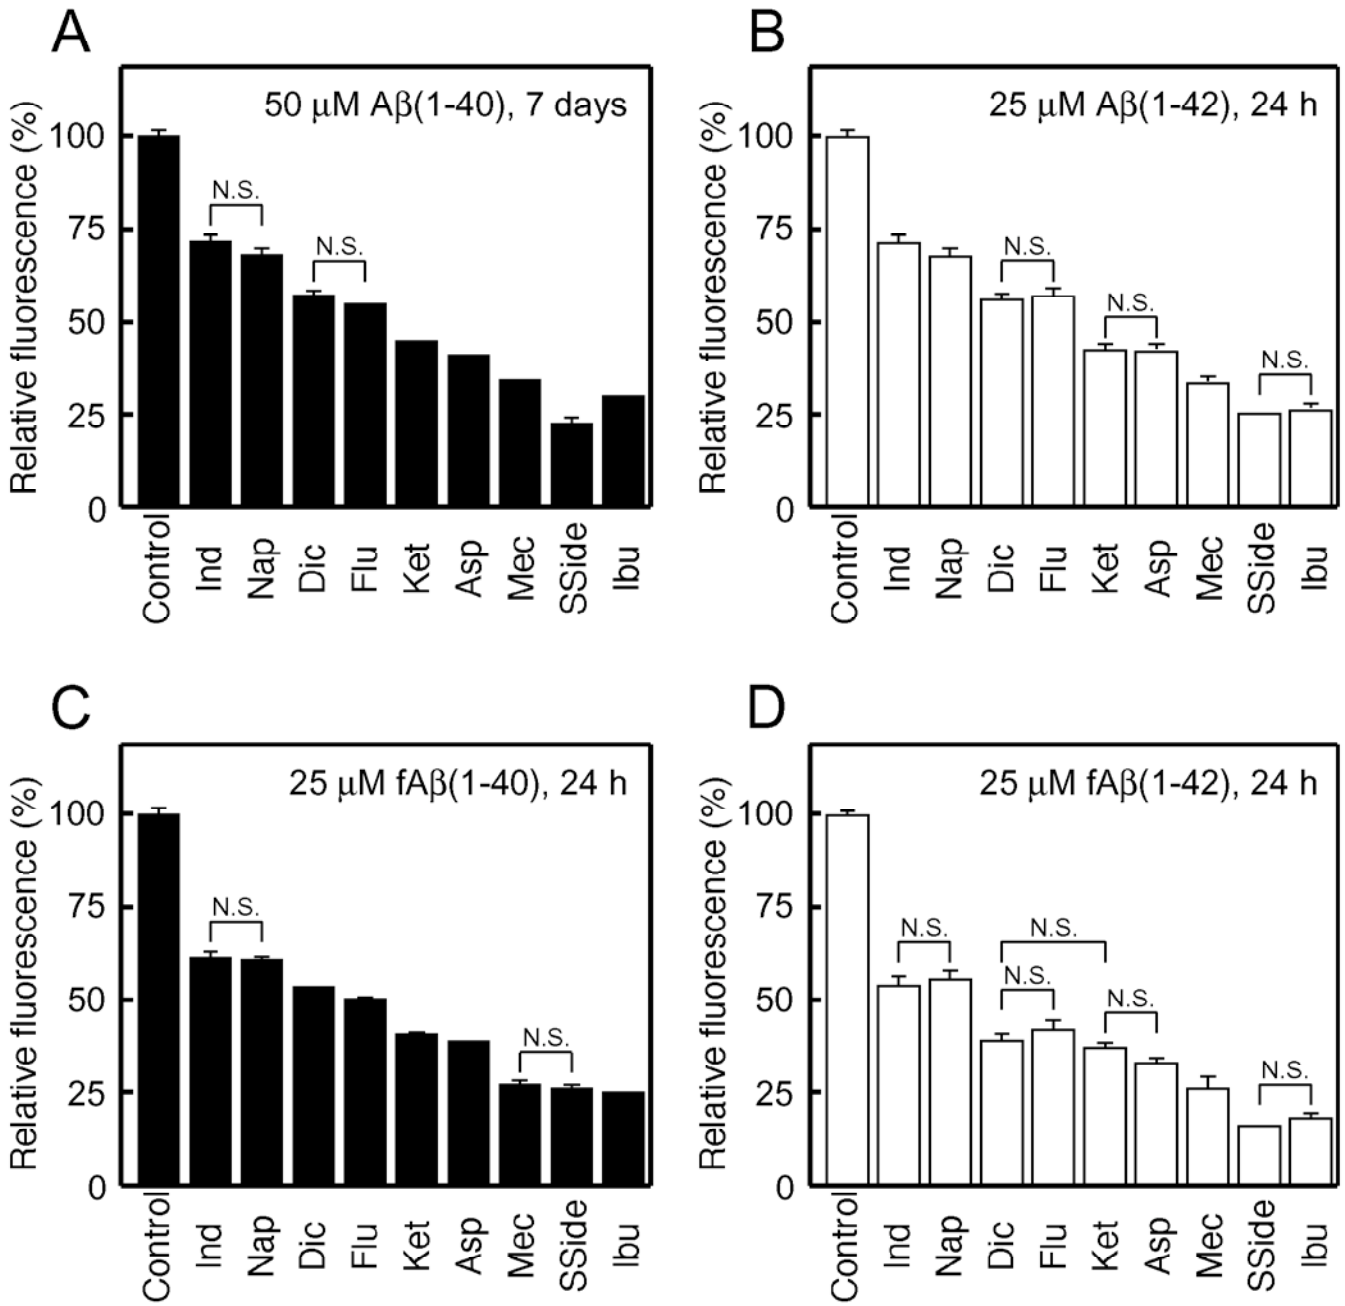 A
50 µM Aβ(1-40), 7 days
Relative fluorescence (%)
100
75
50
25
0
N.S.
N.S.
Control
Ind
Nap
Dic
Flu
Ket
Asp
Mec
SSide
Ibu
B
25 µM Aβ(1-42), 24 h
Relative fluorescence (%)
100
75
50
25
0
N.S.
N.S.
N.S.
Control
Ind
Nap
Dic
Flu
Ket
Asp
Mec
SSide
Ibu
C
25 µM fAβ(1-40), 24 h
Relative fluorescence (%)
100
75
50
25
0
N.S.
N.S.
Control
Ind
Nap
Dic
Flu
Ket
Asp
Mec
SSide
Ibu
D
25 µM fAβ(1-42), 24 h
Relative fluorescence (%)
100
75
50
25
0
N.S.
N.S.
N.S.
N.S.
N.S.
Control
Ind
Nap
Dic
Flu
Ket
Asp
Mec
SSide
Ibu